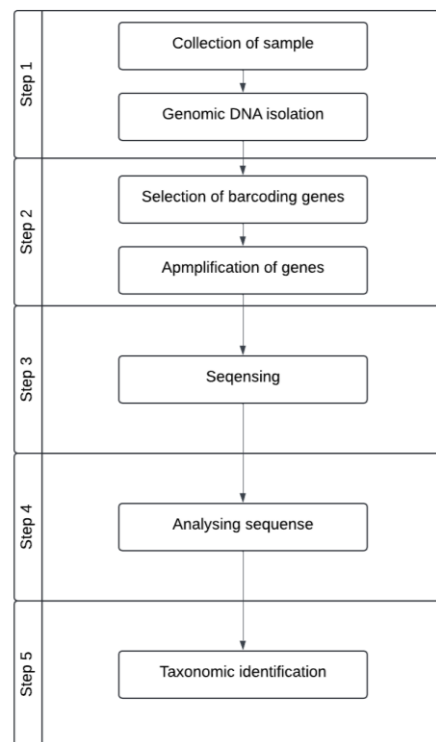 Step 1
Collection of sample
Genomic DNA isolation
Step 2
Selection of barcoding genes
Apmplification of genes
Step 3
Seqensing
Step 4
Analysing sequense
Step 5
Taxonomic identification